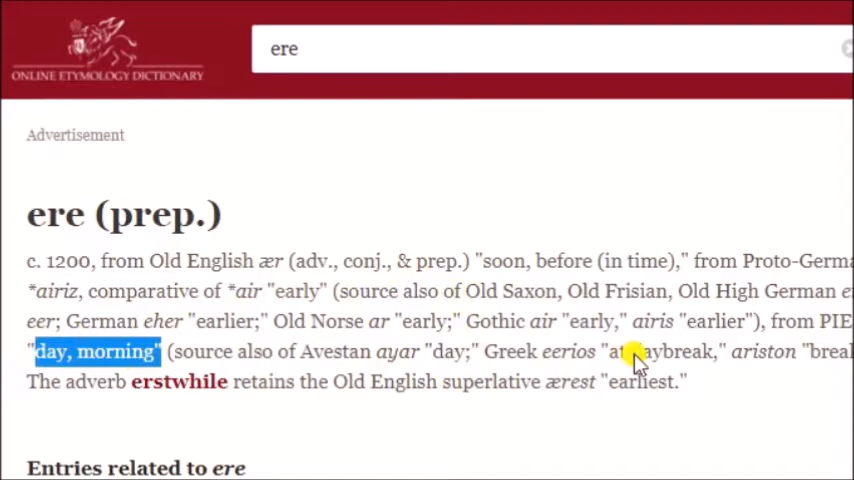 ere
ONLINE ETYMOLOGY DICTIONARY
Advertisement
ere (prep.)
c. 1200, from Old English ær (adv., conj., & prep.) "soon, before (in time)," from Proto-Germa
*airiz, comparative of *air "early" (source also of Old Saxon, Old Frisian, Old High German e
eer; German eher "earlier;" Old Norse ar "early;" Gothic air "early," airis "earlier"), from PIE
"day, morning" (source also of Avestan ayar "day;" Greek eerios "at daybreak," ariston "break
The adverb erstwhile retains the Old English superlative ærest "earliest."
Entries related to ere